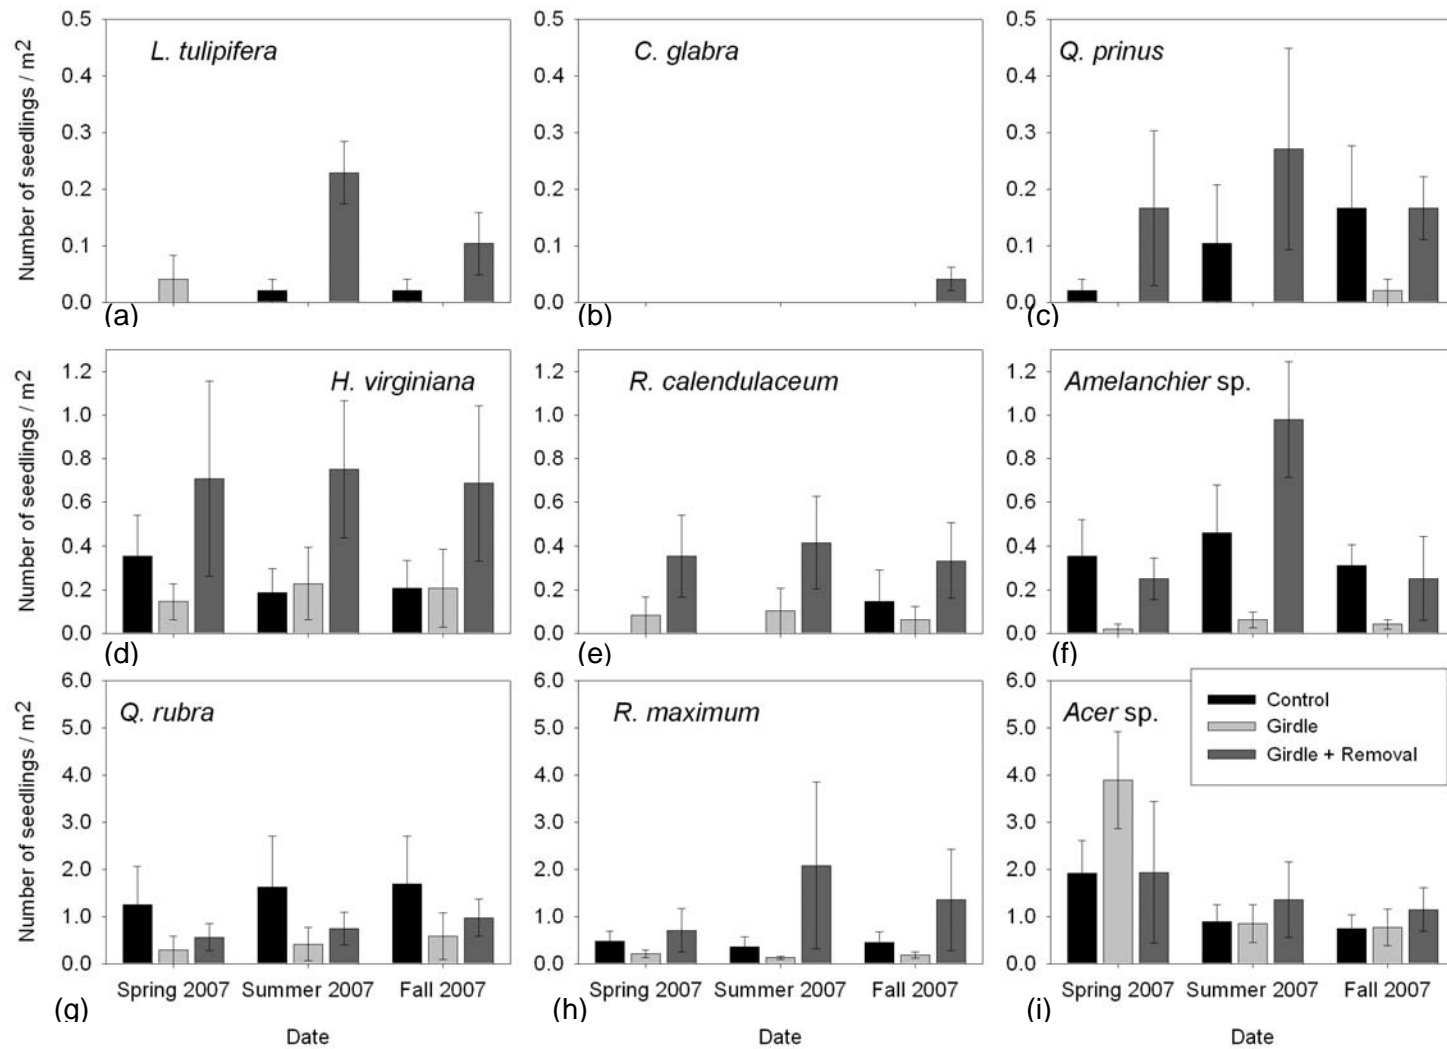 L. tulipifera
C. glabra
Q. prinus
Number of seedlings / m2
0.5
0.4
0.3
0.2
0.1
0.0
0.5
0.4
0.3
0.2
0.1
0.0
0.5
0.4
0.3
0.2
0.1
0.0
(a)
(b)
(c)
H. virginiana
R. calendulaceum
Amelanchier sp.
Number of seedlings / m2
1.2
1.0
0.8
0.6
0.4
0.2
0.0
1.2
1.0
0.8
0.6
0.4
0.2
0.0
1.2
1.0
0.8
0.6
0.4
0.2
0.0
(d)
(e)
(f)
Q. rubra
R. maximum
Acer sp.
Control
Girdle
Girdle + Removal
Number of seedlings / m2
6.0
5.0
4.0
3.0
2.0
1.0
0.0
6.0
5.0
4.0
3.0
2.0
1.0
0.0
6.0
5.0
4.0
3.0
2.0
1.0
0.0
Spring 2007 Summer 2007 Fall 2007
Spring 2007 Summer 2007 Fall 2007
Spring 2007 Summer 2007 Fall 2007
(g)
(h)
(i)
Date
Date
Date